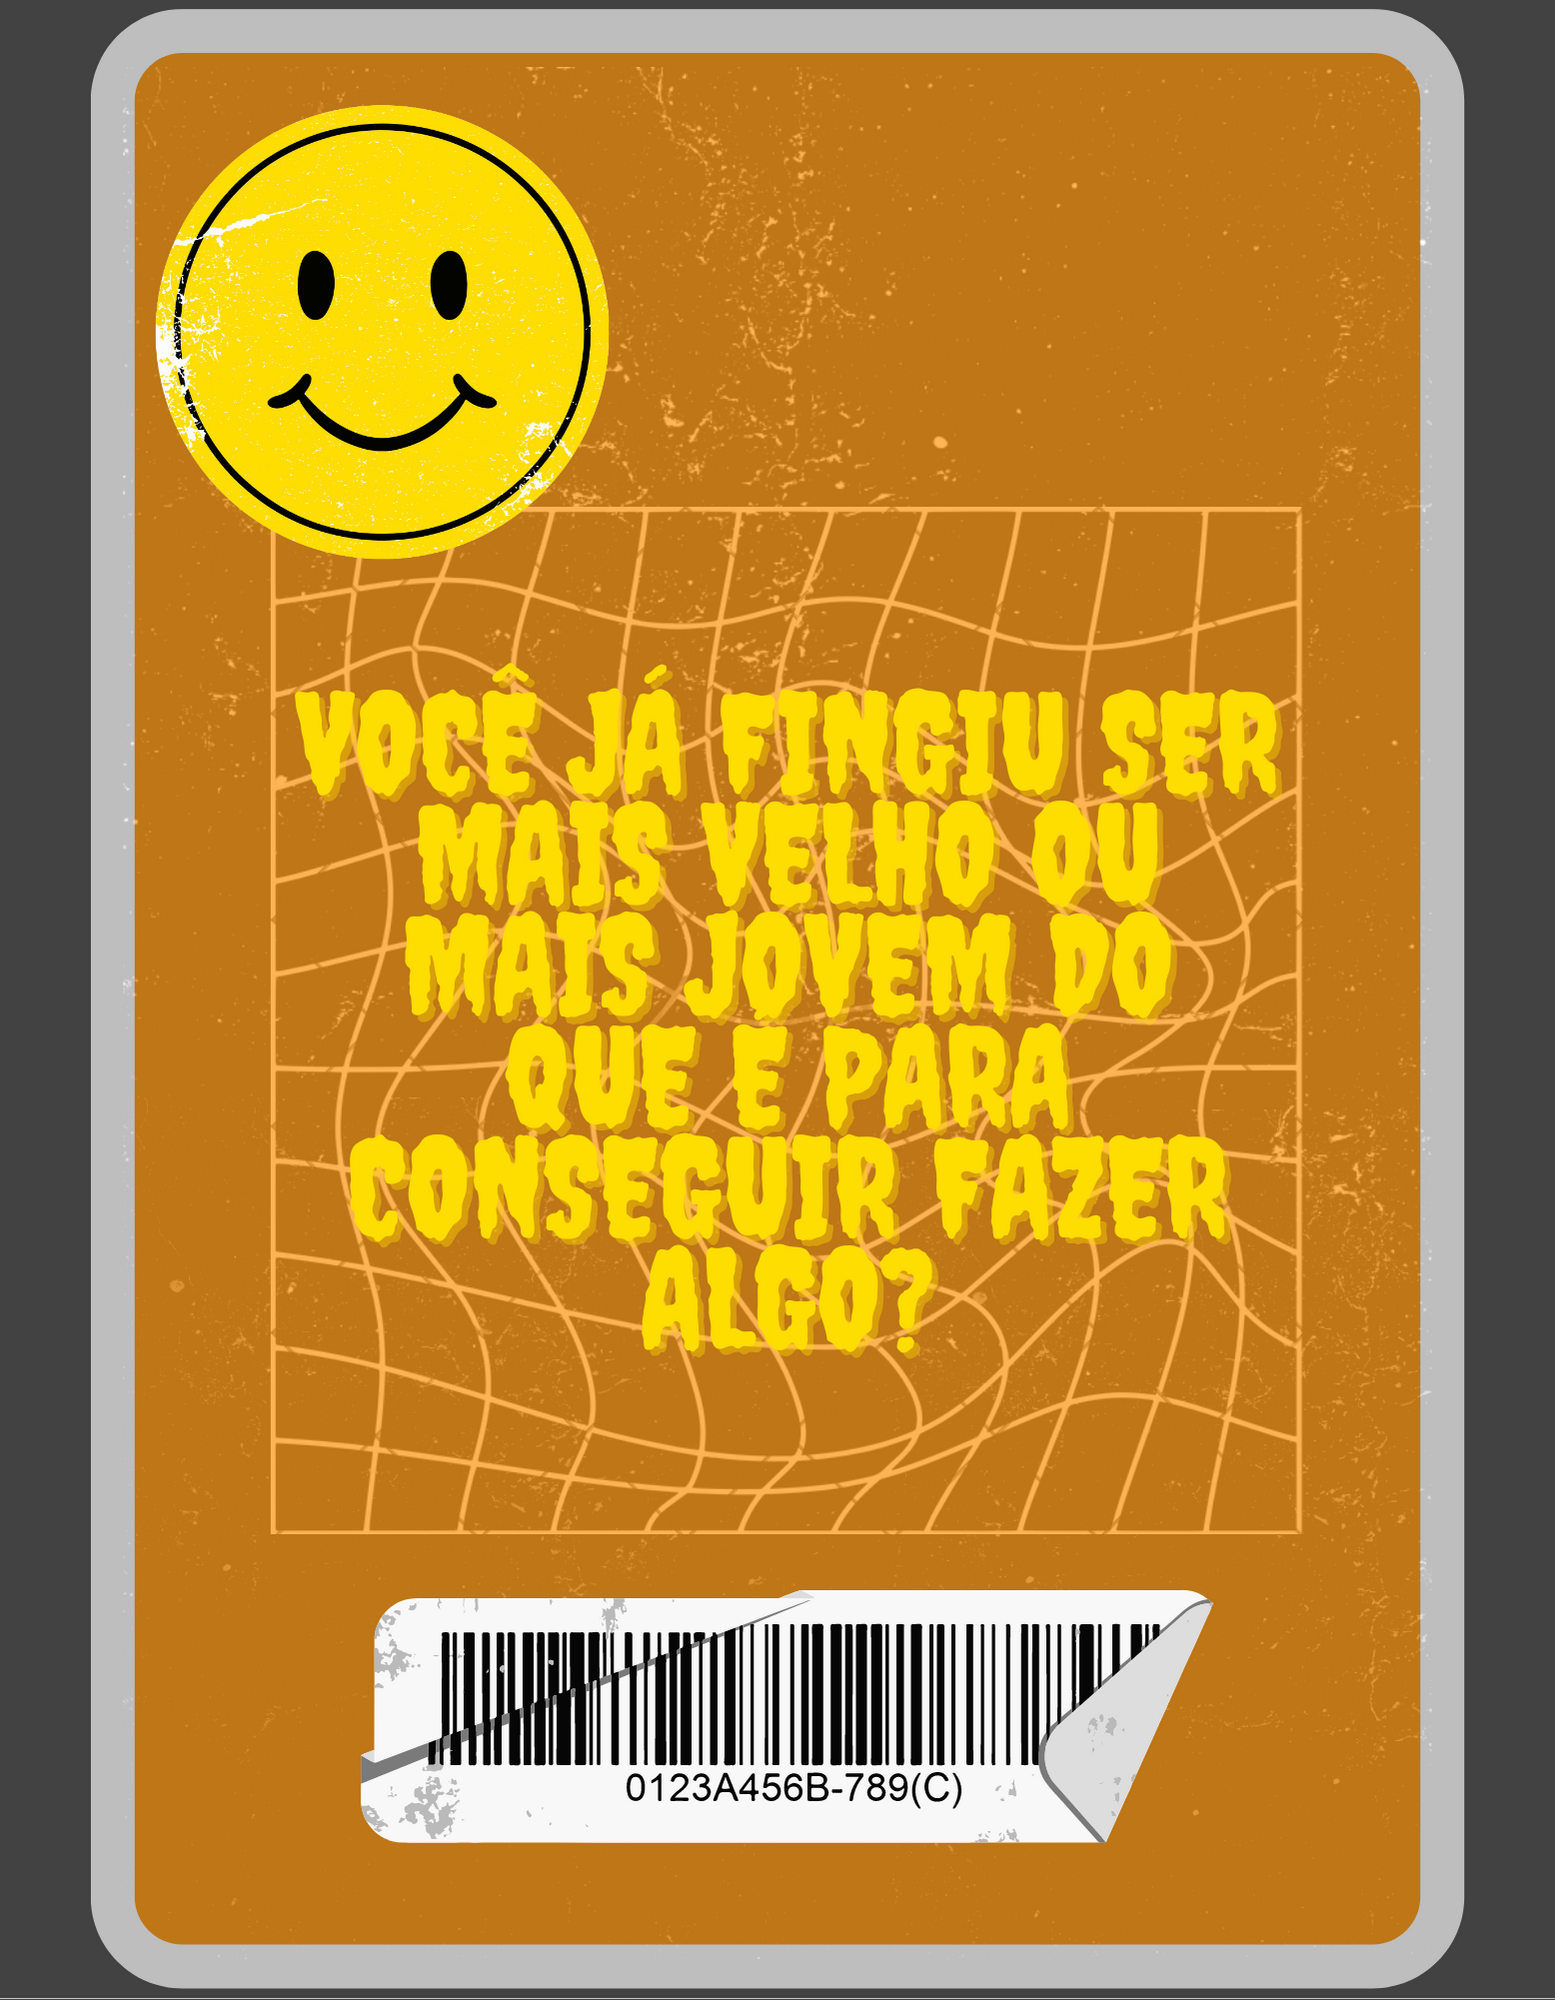 VOCÊ JÁ FINGIU SER
MAIS VELHO OU
MAIS JOVEM DO
QUE E PARA
CONSEGUIR FAZER
ALGO?
0123A456B-789(C)